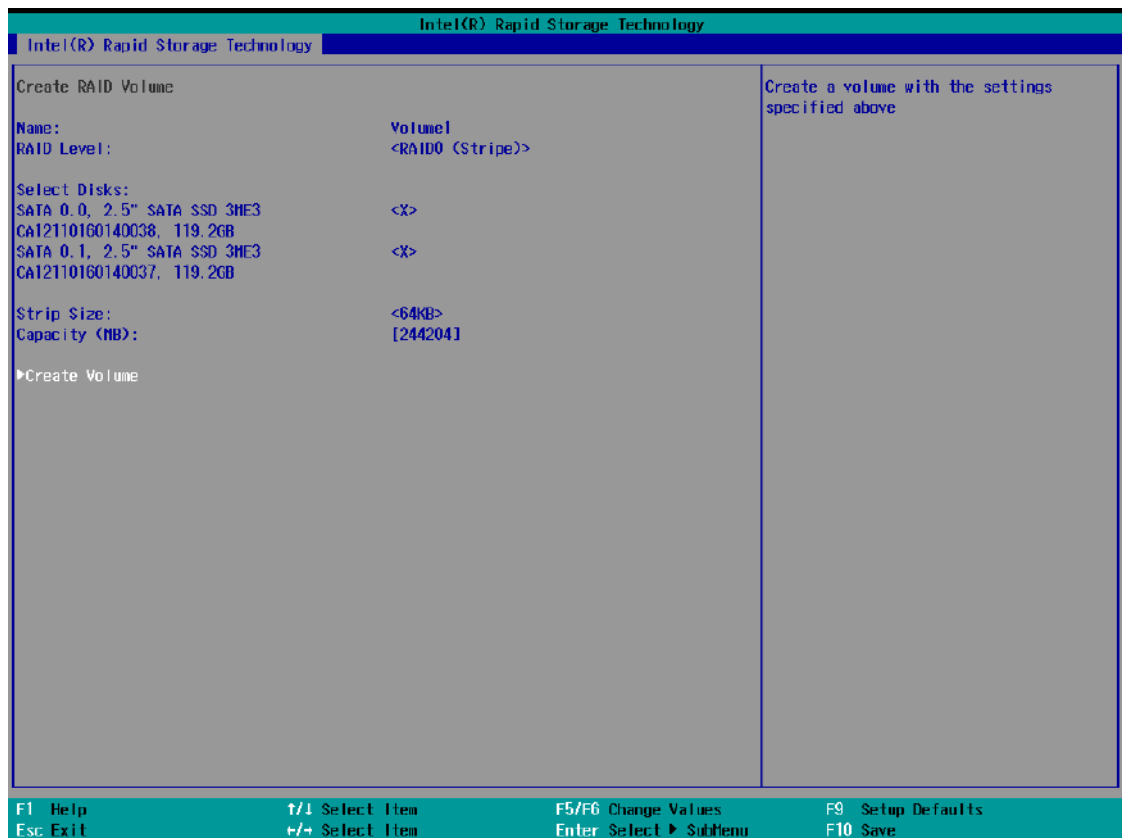 Intel(R) Rapid Storage Technology
Intel(R) Rapid Storage Technology
Create RAID Volume
Name: Volume1
RAID Level: <RAID0 (Stripe)>
Select Disks:
SATA 0.0, 2.5" SATA SSD 3ME3 <X>
CA12110160140038, 119.2GB
SATA 0.1, 2.5" SATA SSD 3ME3 <X>
CA12110160140037, 119.2GB
Strip Size: <64KB>
Capacity (MB): [244204]
▶Create Volume
Create a volume with the settings
specified above
F1 Help ↑/↓ Select Item F5/F6 Change Values F9 Setup Defaults
Esc Exit ←/→ Select Item Enter Select ▶ SubMenu F10 Save